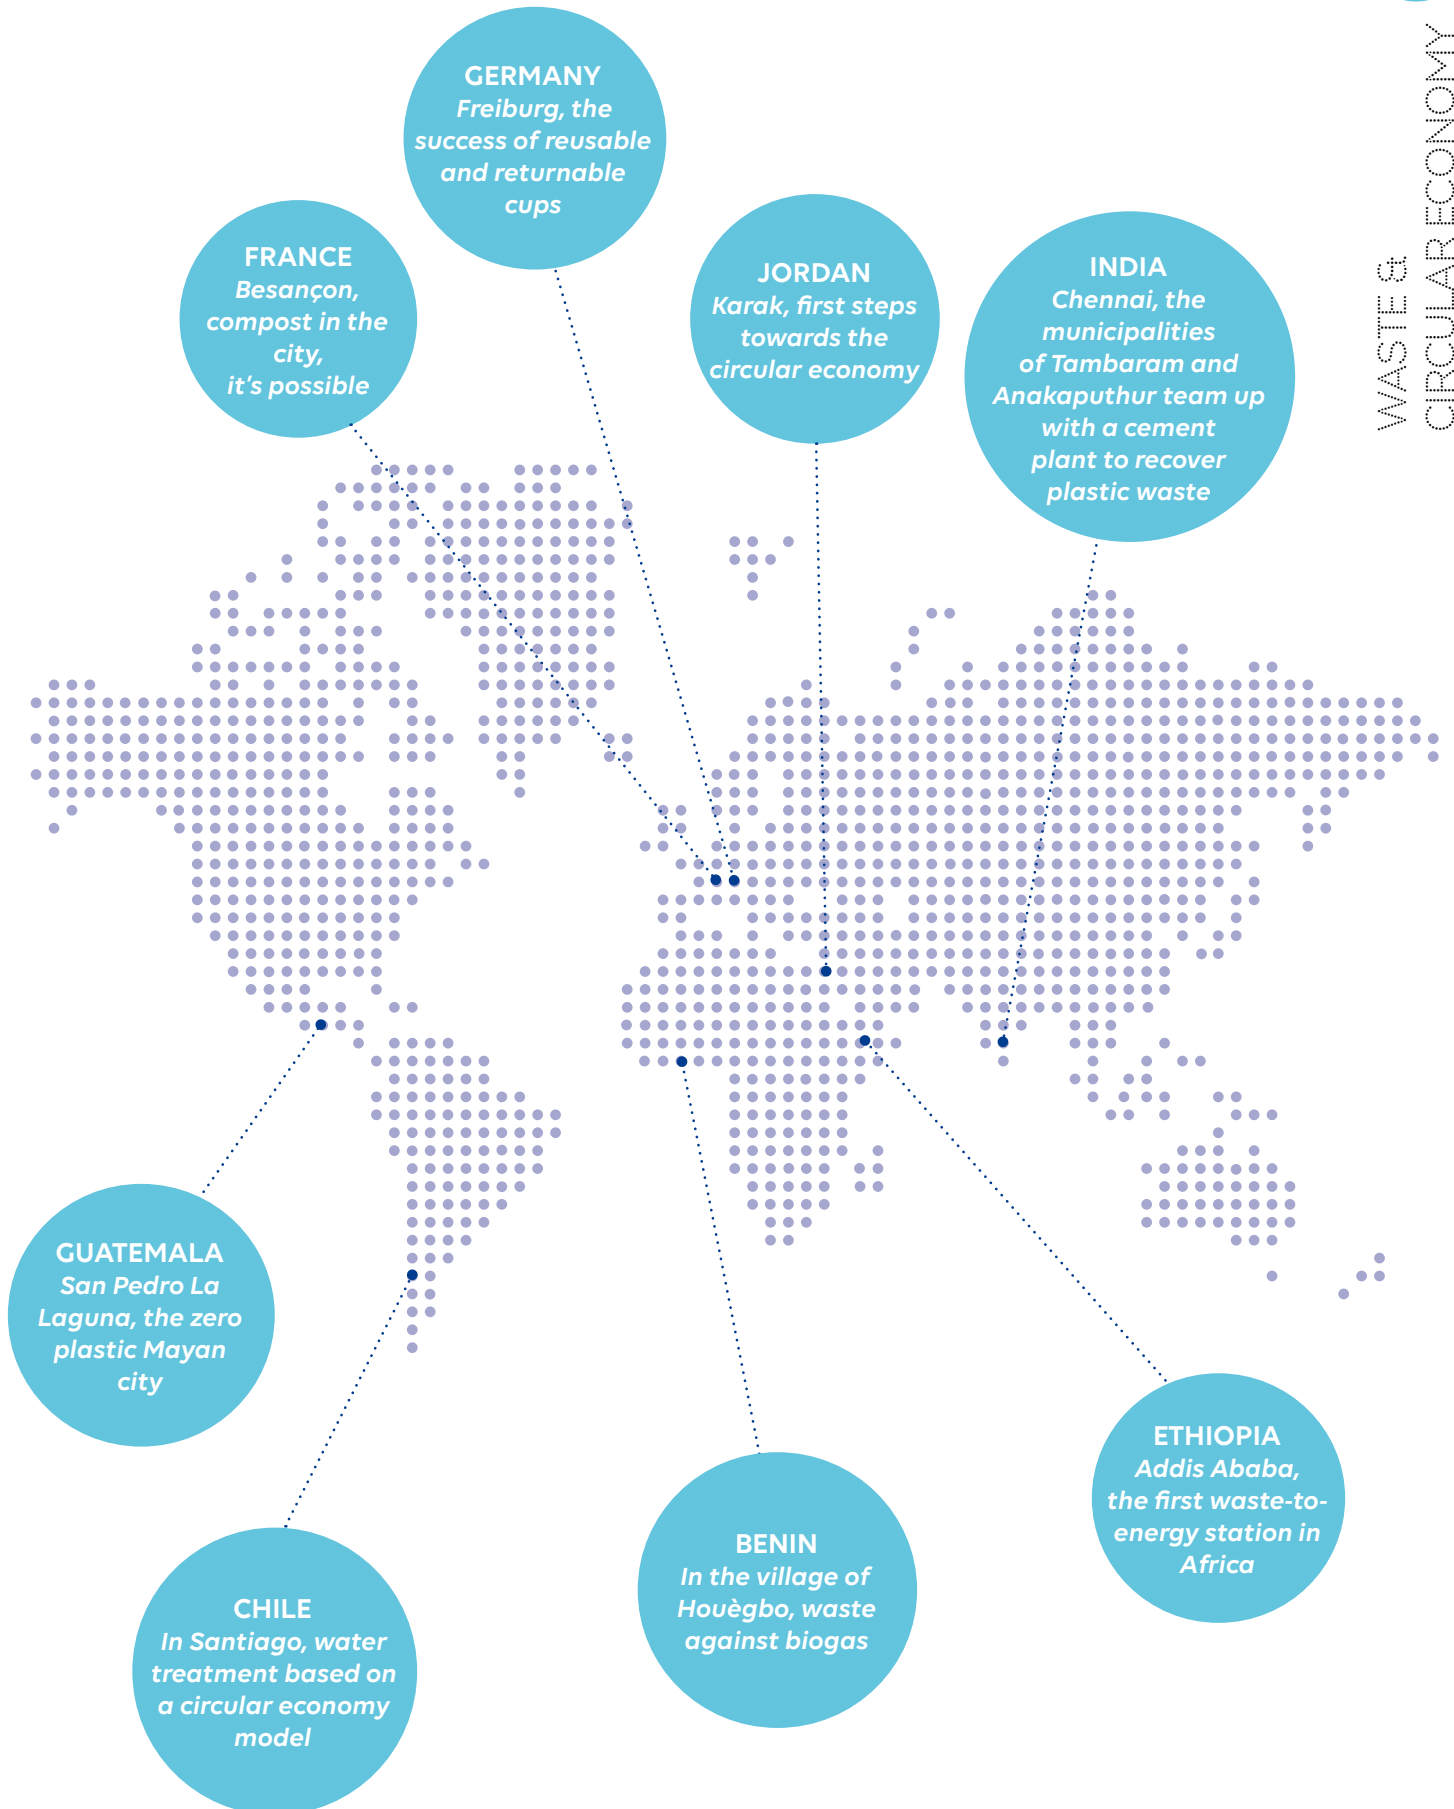 WASTE &
CIRCULAR ECONOMY
GERMANY
Freiburg, the
success of reusable
and returnable
cups
FRANCE
Besançon,
compost in the
city,
it's possible
JORDAN
Karak, first steps
towards the
circular economy
INDIA
Chennai, the
municipalities
of Tambaram and
Anakaputhur team up
with a cement
plant to recover
plastic waste
GUATEMALA
San Pedro La
Laguna, the zero
plastic Mayan
city
CHILE
In Santiago, water
treatment based on
a circular economy
model
BENIN
In the village of
Houègbo, waste
against biogas
ETHIOPIA
Addis Ababa,
the first waste-to-
energy station in
Africa